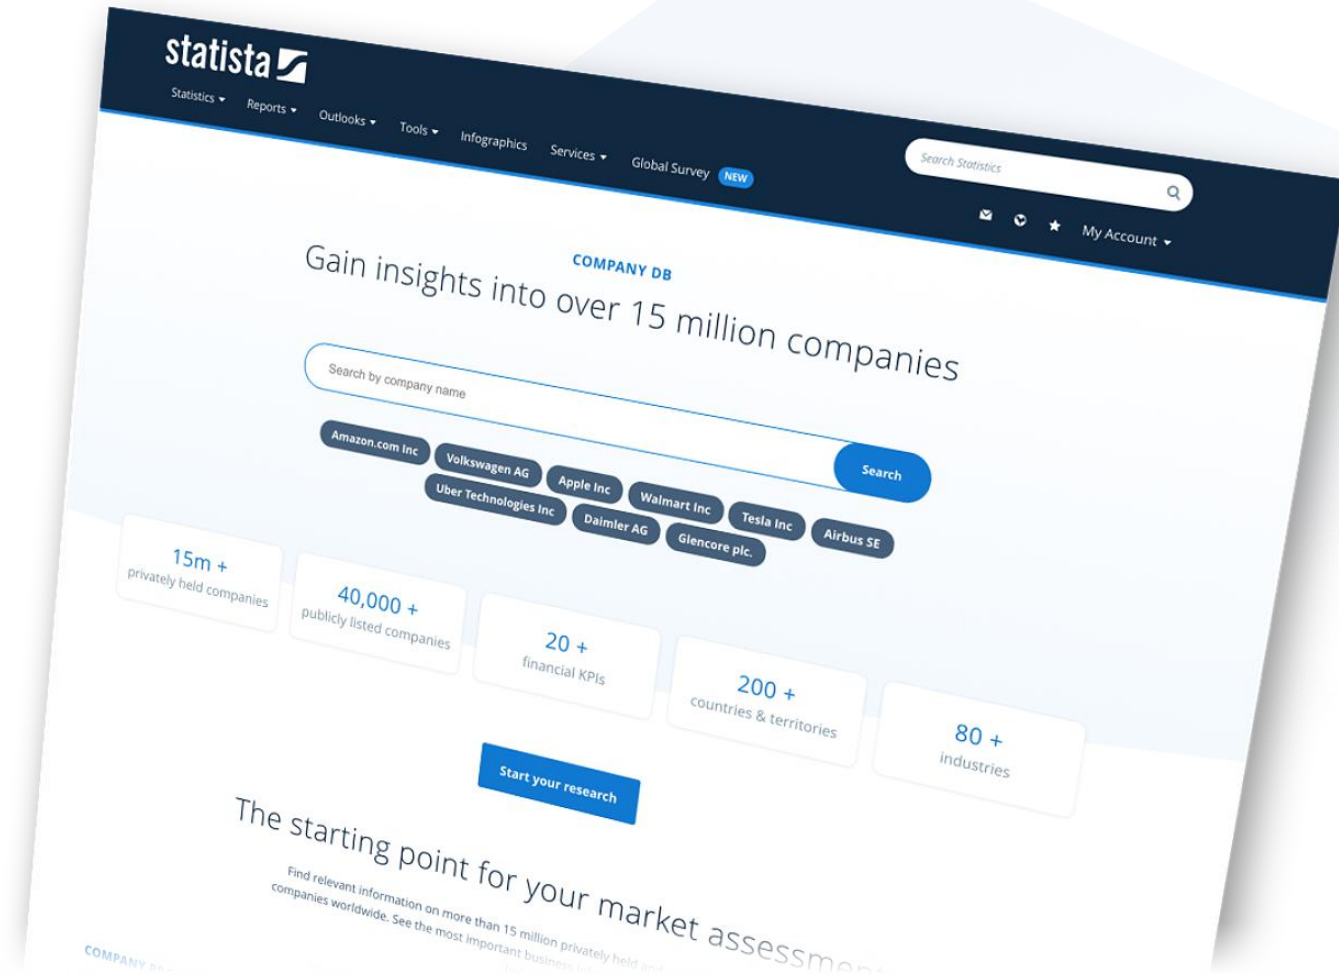 statista
Statistics Reports Outlooks Tools Infographics Services Global Survey NEW
Search Statistics
My Account
COMPANY DB
Gain insights into over 15 million companies
Search by company name
Search
Amazon.com Inc Volkswagen AG Apple Inc Walmart Inc Tesla Inc Airbus SE
Uber Technologies Inc Daimler AG Glencore plc.
15m +
privately held companies
40,000 +
publicly listed companies
20 +
financial KPIs
200 +
countries & territories
80 +
industries
Start your research
The starting point for your market assessment
Find relevant information on more than 15 million privately held and
companies worldwide. See the most important business
COMPANY